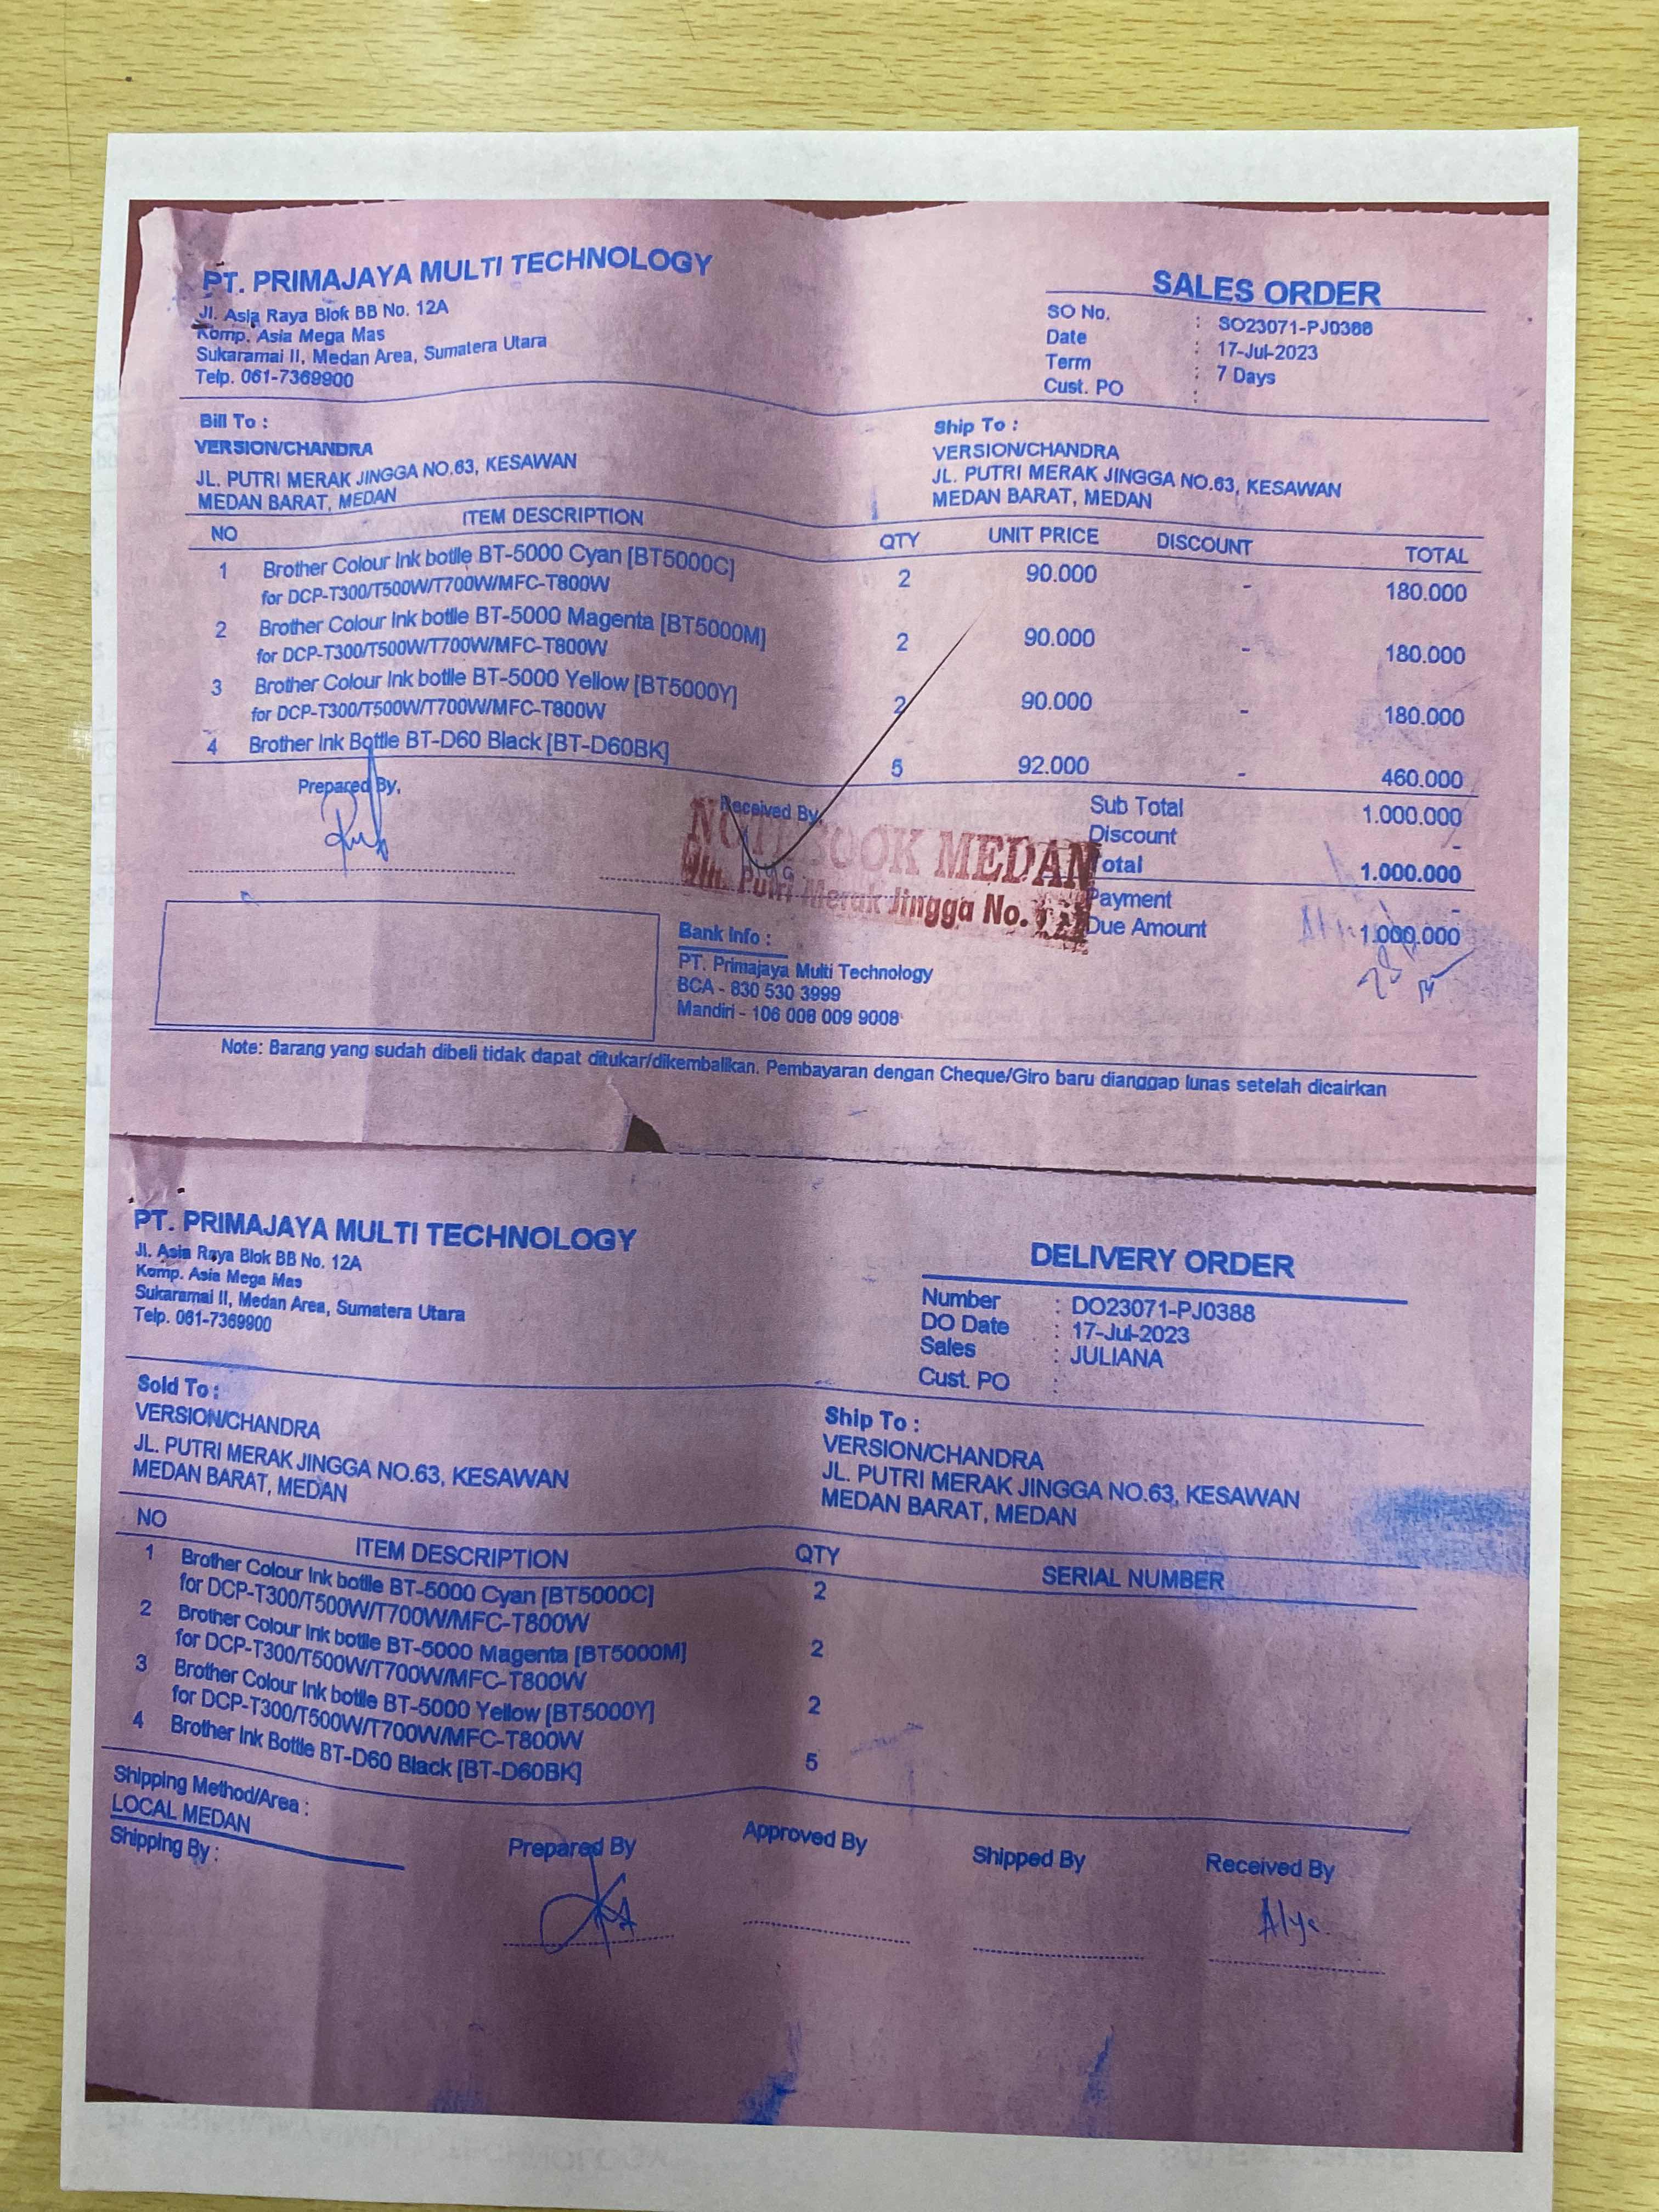 PT. PRIMAJAYA MULTI TECHNOLOGY
Jl. Asia Raya Blok BB No. 12A
Komp. Asia Mega Mas
Sukaramai II, Medan Area, Sumatera Utara
Telp. 061-7369900
SALES ORDER
SO No. : SO23071-PJ0388
Date : 17-Jul-2023
Term : 7 Days
Cust. PO :
Bill To :
VERSION/CHANDRA
JL. PUTRI MERAK JINGGA NO.63, KESAWAN
MEDAN BARAT, MEDAN
Ship To :
VERSION/CHANDRA
JL. PUTRI MERAK JINGGA NO.63, KESAWAN
MEDAN BARAT, MEDAN
NO ITEM DESCRIPTION QTY UNIT PRICE DISCOUNT TOTAL
1 Brother Colour Ink bottle BT-5000 Cyan [BT5000C] 2 90.000 - 180.000
for DCP-T300/T500W/T700W/MFC-T800W
2 Brother Colour Ink bottle BT-5000 Magenta [BT5000M] 2 90.000 - 180.000
for DCP-T300/T500W/T700W/MFC-T800W
3 Brother Colour Ink bottle BT-5000 Yellow [BT5000Y] 2 90.000 - 180.000
for DCP-T300/T500W/T700W/MFC-T800W
4 Brother Ink Bottle BT-D60 Black [BT-D60BK] 5 92.000 - 460.000
Prepared By,
Received By,
NOTEBOOK MEDAN
Putri Merak Jingga No.
Sub Total 1.000.000
Discount -
Total 1.000.000
Payment -
Due Amount 1.000.000
Bank Info :
PT. Primajaya Multi Technology
BCA - 830 530 3999
Mandiri - 106 008 009 9008
Note: Barang yang sudah dibeli tidak dapat ditukar/dikembalikan. Pembayaran dengan Cheque/Giro baru dianggap lunas setelah dicairkan
PT. PRIMAJAYA MULTI TECHNOLOGY
Jl. Asia Raya Blok BB No. 12A
Komp. Asia Mega Mas
Sukaramai II, Medan Area, Sumatera Utara
Telp. 061-7369900
DELIVERY ORDER
Number : DO23071-PJ0388
DO Date : 17-Jul-2023
Sales : JULIANA
Cust. PO :
Sold To :
VERSION/CHANDRA
JL. PUTRI MERAK JINGGA NO.63, KESAWAN
MEDAN BARAT, MEDAN
Ship To :
VERSION/CHANDRA
JL. PUTRI MERAK JINGGA NO.63, KESAWAN
MEDAN BARAT, MEDAN
NO ITEM DESCRIPTION QTY SERIAL NUMBER
1 Brother Colour Ink bottle BT-5000 Cyan [BT5000C] 2
for DCP-T300/T500W/T700W/MFC-T800W
2 Brother Colour Ink bottle BT-5000 Magenta [BT5000M] 2
for DCP-T300/T500W/T700W/MFC-T800W
3 Brother Colour Ink bottle BT-5000 Yellow [BT5000Y] 2
for DCP-T300/T500W/T700W/MFC-T800W
4 Brother Ink Bottle BT-D60 Black [BT-D60BK] 5
Shipping Method/Area :
LOCAL MEDAN
Shipping By :
Prepared By
Approved By
Shipped By
Received By